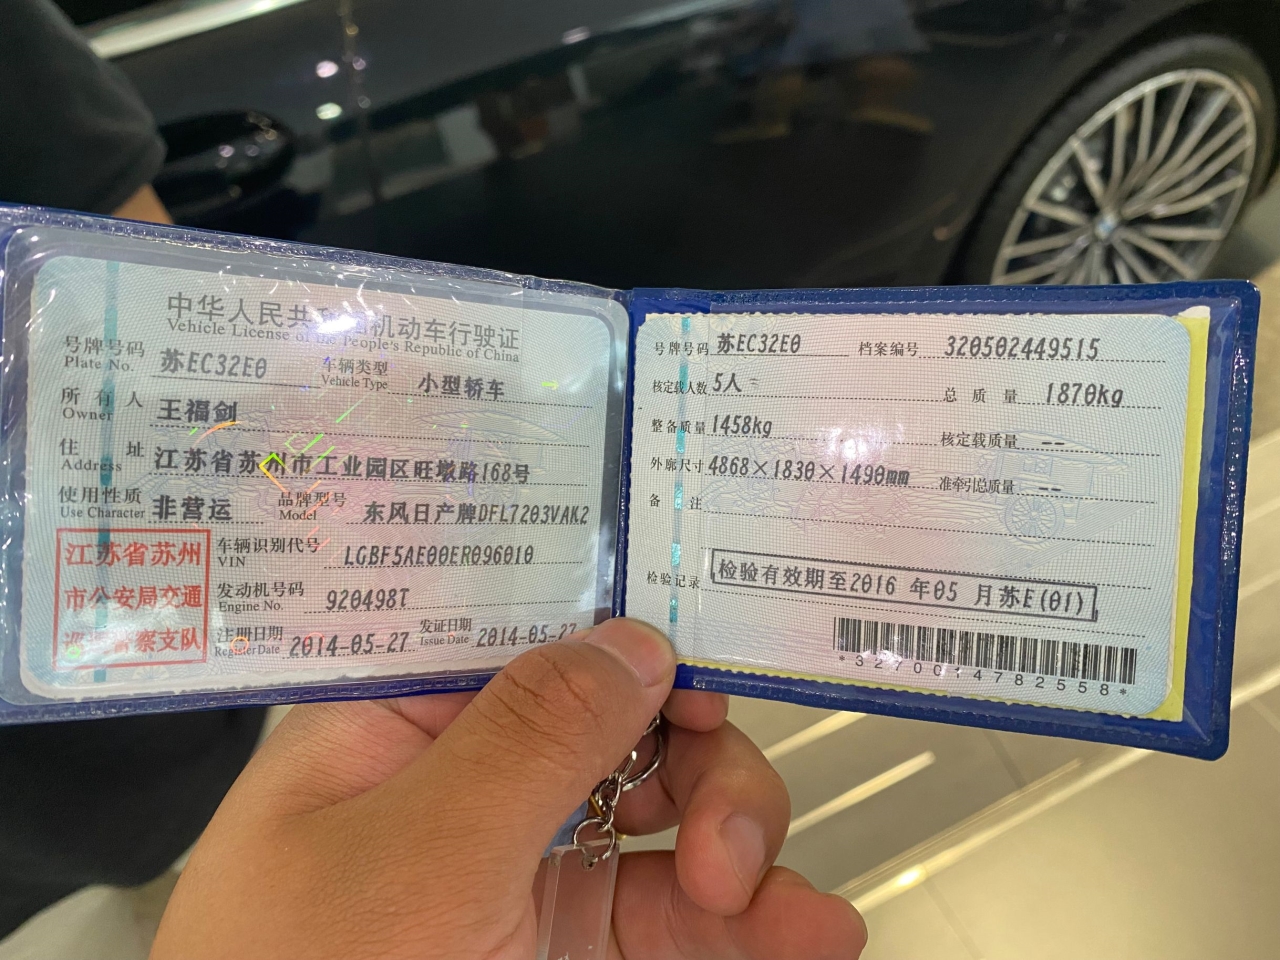 中华人民共和国机动车行驶证
Vehicle License of the People's Republic of China
号牌号码 苏EC32E0 车辆类型 小型轿车
Plate No. Vehicle Type
所有人 王福剑
Owner
住址 江苏省苏州市工业园区旺墩路168号
Address
使用性质 非营运 品牌型号 东风日产牌DFL7203VAK2
Use Character Model
江苏省苏州
市公安局交通
巡逻警察支队
车辆识别代号 LGBF5AE00ER096010
VIN
发动机号码 920498T
Engine No.
注册日期 2014-05-27 发证日期 2014-05-27
Register Date Issue Date
号牌号码 苏EC32E0 档案编号 320502449515
核定载人数 5人 总质量 1870kg
整备质量 1458kg 核定载质量 --
外廓尺寸 4868×1830×1490mm 准牵引总质量 --
备注
检验记录 检验有效期至2016 年05 月苏E(01)
*3270014782558*